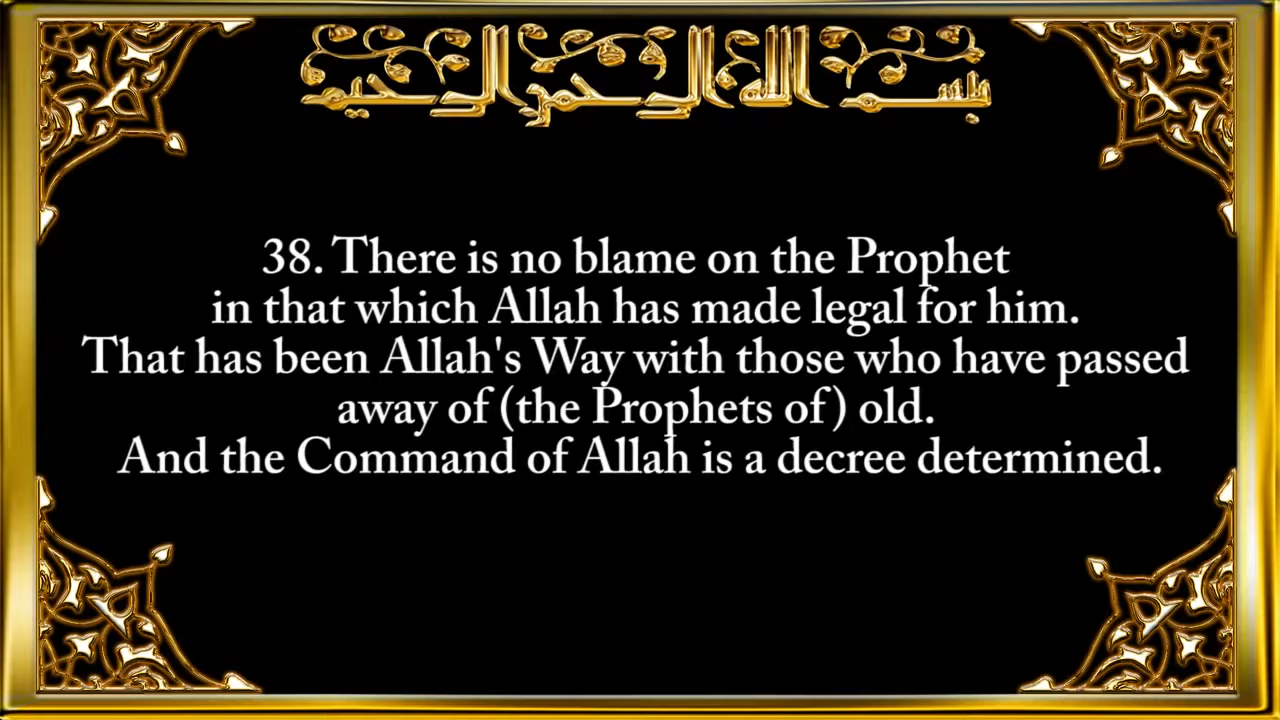 بسم الله الرحمن الرحيم
38. There is no blame on the Prophet
in that which Allah has made legal for him.
That has been Allah's Way with those who have passed
away of (the Prophets of) old.
And the Command of Allah is a decree determined.